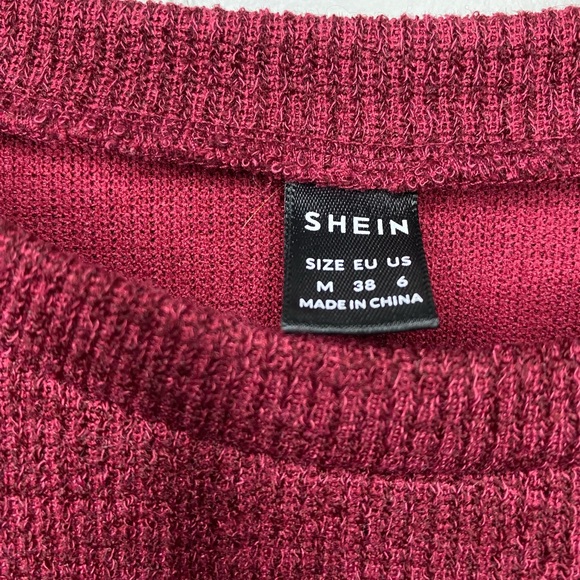 SHEIN
SIZE EU US
M 38 6
MADE IN CHINA